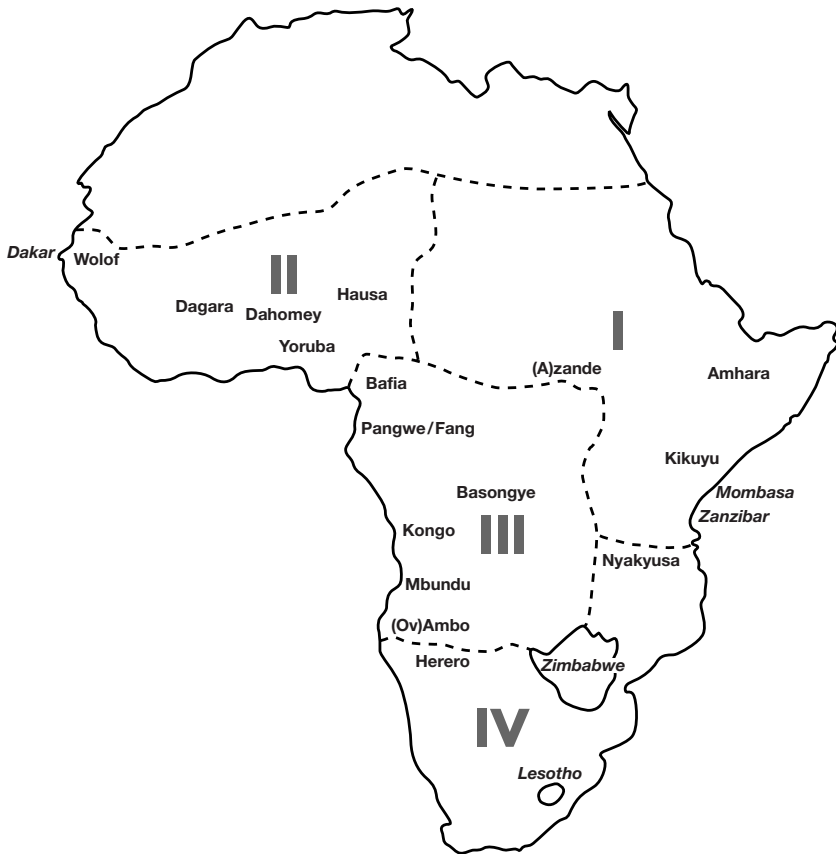 Dakar
Wolof
II
Hausa
Dagara
Dahomey
I
Yoruba
(A)zande
Amhara
Bafia
Pangwe/Fang
Kikuyu
Basongye
Mombasa
Zanzibar
Kongo
III
Nyakyusa
Mbundu
(Ov)Ambo
Herero
Zimbabwe
IV
Lesotho